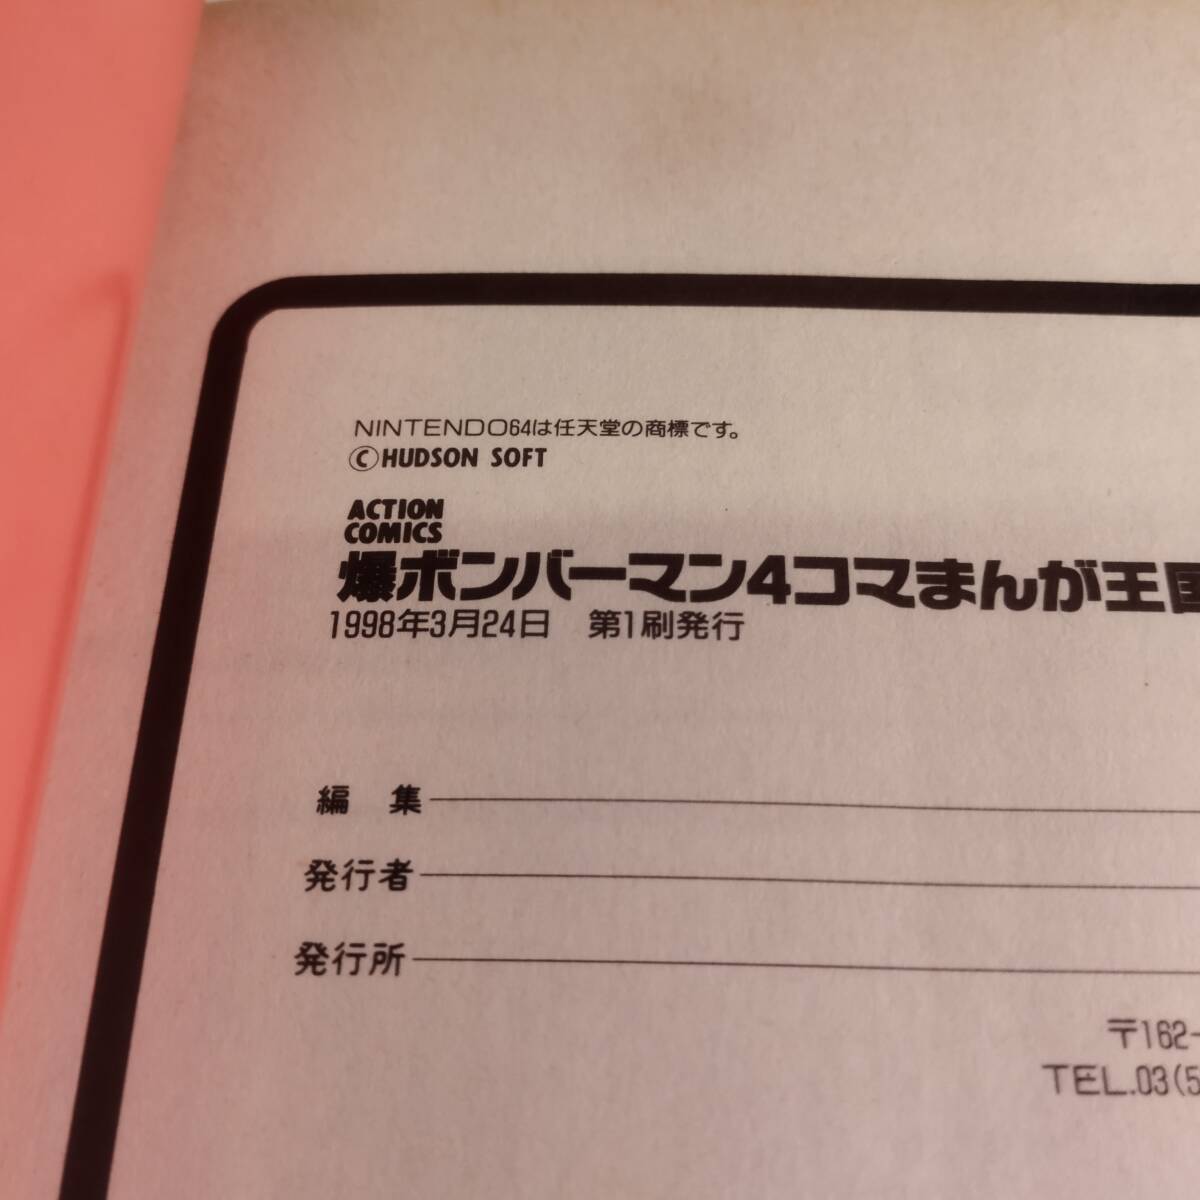 NINTENDO64は任天堂の商標です。
©HUDSON SOFT
ACTION
COMICS
爆ボンバーマン4コマまんが王国
1998年3月24日　第1刷発行
編　集
発行者
発行所
〒162-
TEL.03(5